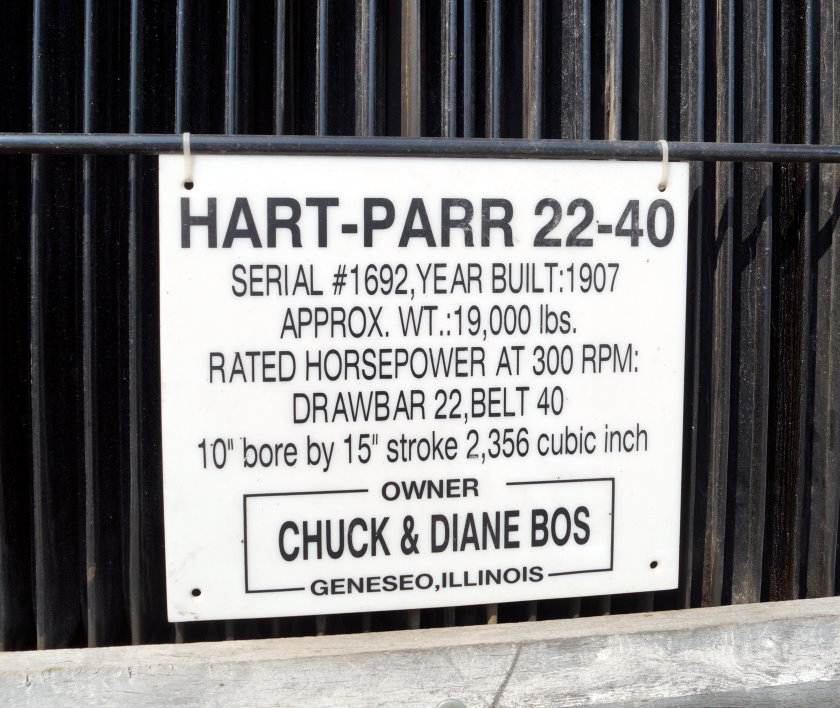 HART-PARR 22-40
SERIAL #1692,YEAR BUILT:1907
APPROX. WT.:19,000 lbs.
RATED HORSEPOWER AT 300 RPM:
DRAWBAR 22,BELT 40
10" bore by 15" stroke 2,356 cubic inch
OWNER
CHUCK & DIANE BOS
GENESEO,ILLINOIS